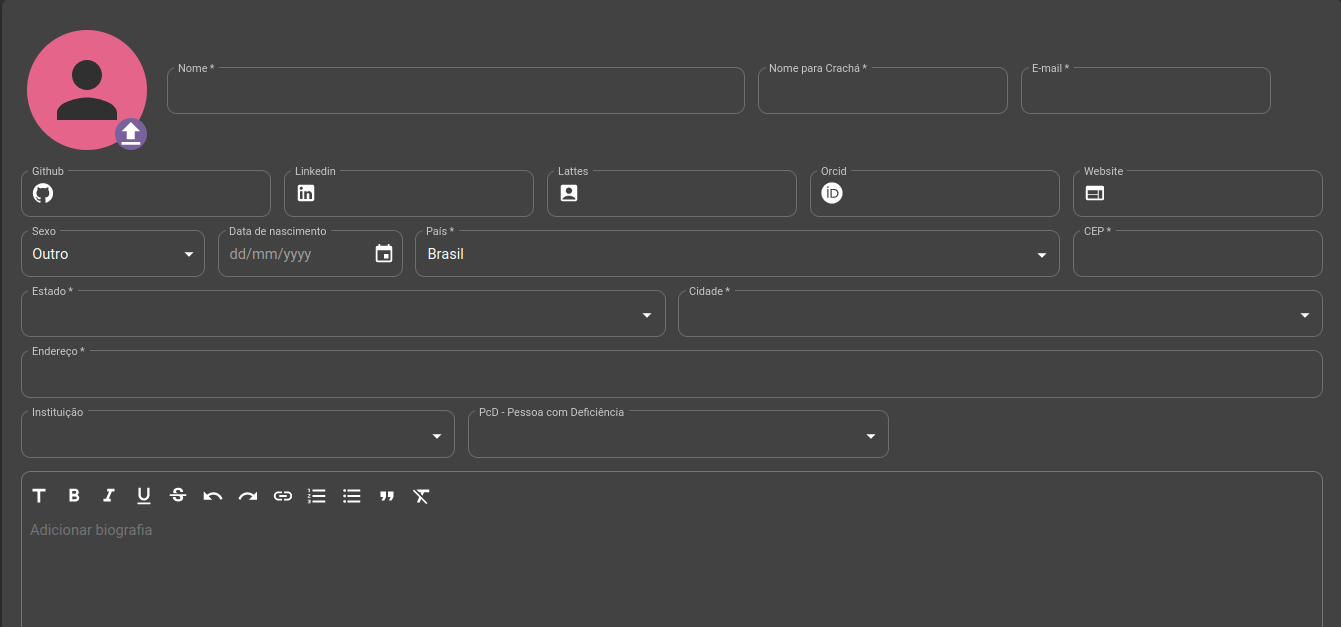 Nome *
Nome para Crachá *
E-mail *
Github
Linkedin
Lattes
Orcid
Website
Sexo
Outro
Data de nascimento
dd/mm/yyyy
País *
Brasil
CEP *
Estado *
Cidade *
Endereço *
Instituição
PcD - Pessoa com Deficiência
Adicionar biografia